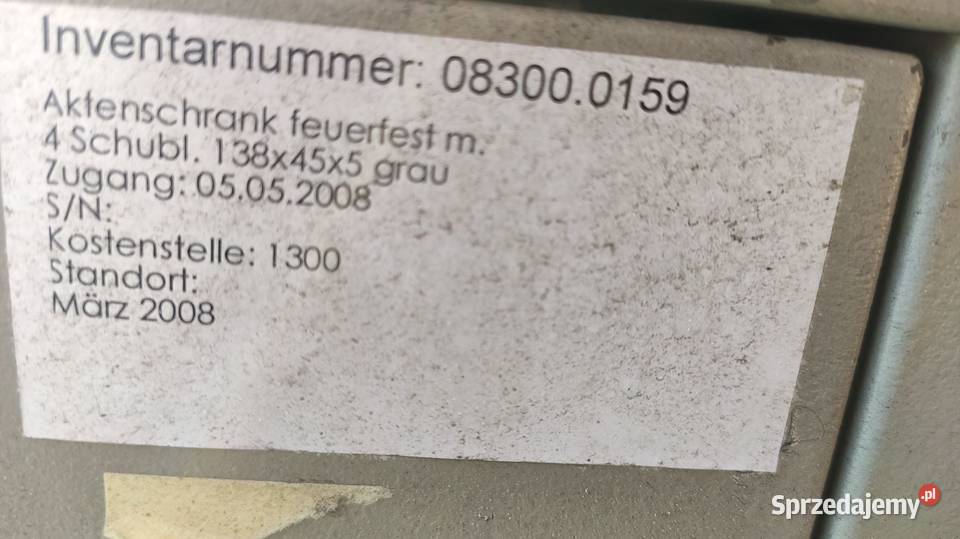 Inventarnummer: 08300.0159
Aktenschrank feuerfest m.
4 Schubl. 138x45x5 grau
Zugang: 05.05.2008
S/N:
Kostenstelle: 1300
Standort:
März 2008
Sprzedajemy.pl